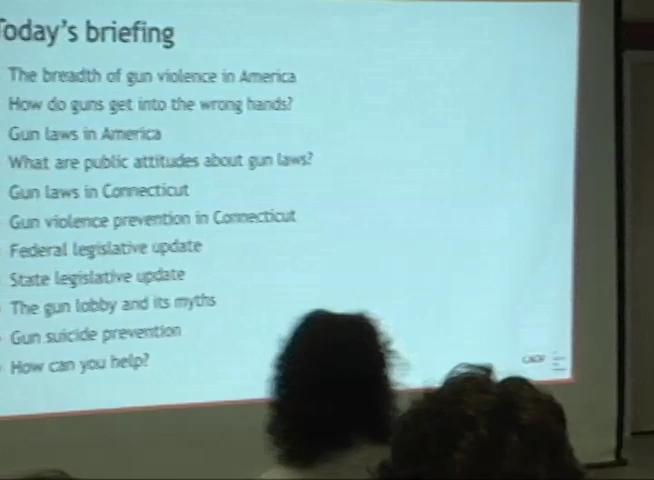 Today's briefing
The breadth of gun violence in America
How do guns get into the wrong hands?
Gun laws in America
What are public attitudes about gun laws?
Gun laws in Connecticut
Gun violence prevention in Connecticut
Federal legislative update
State legislative update
The gun lobby and its myths
Gun suicide prevention
How can you help?